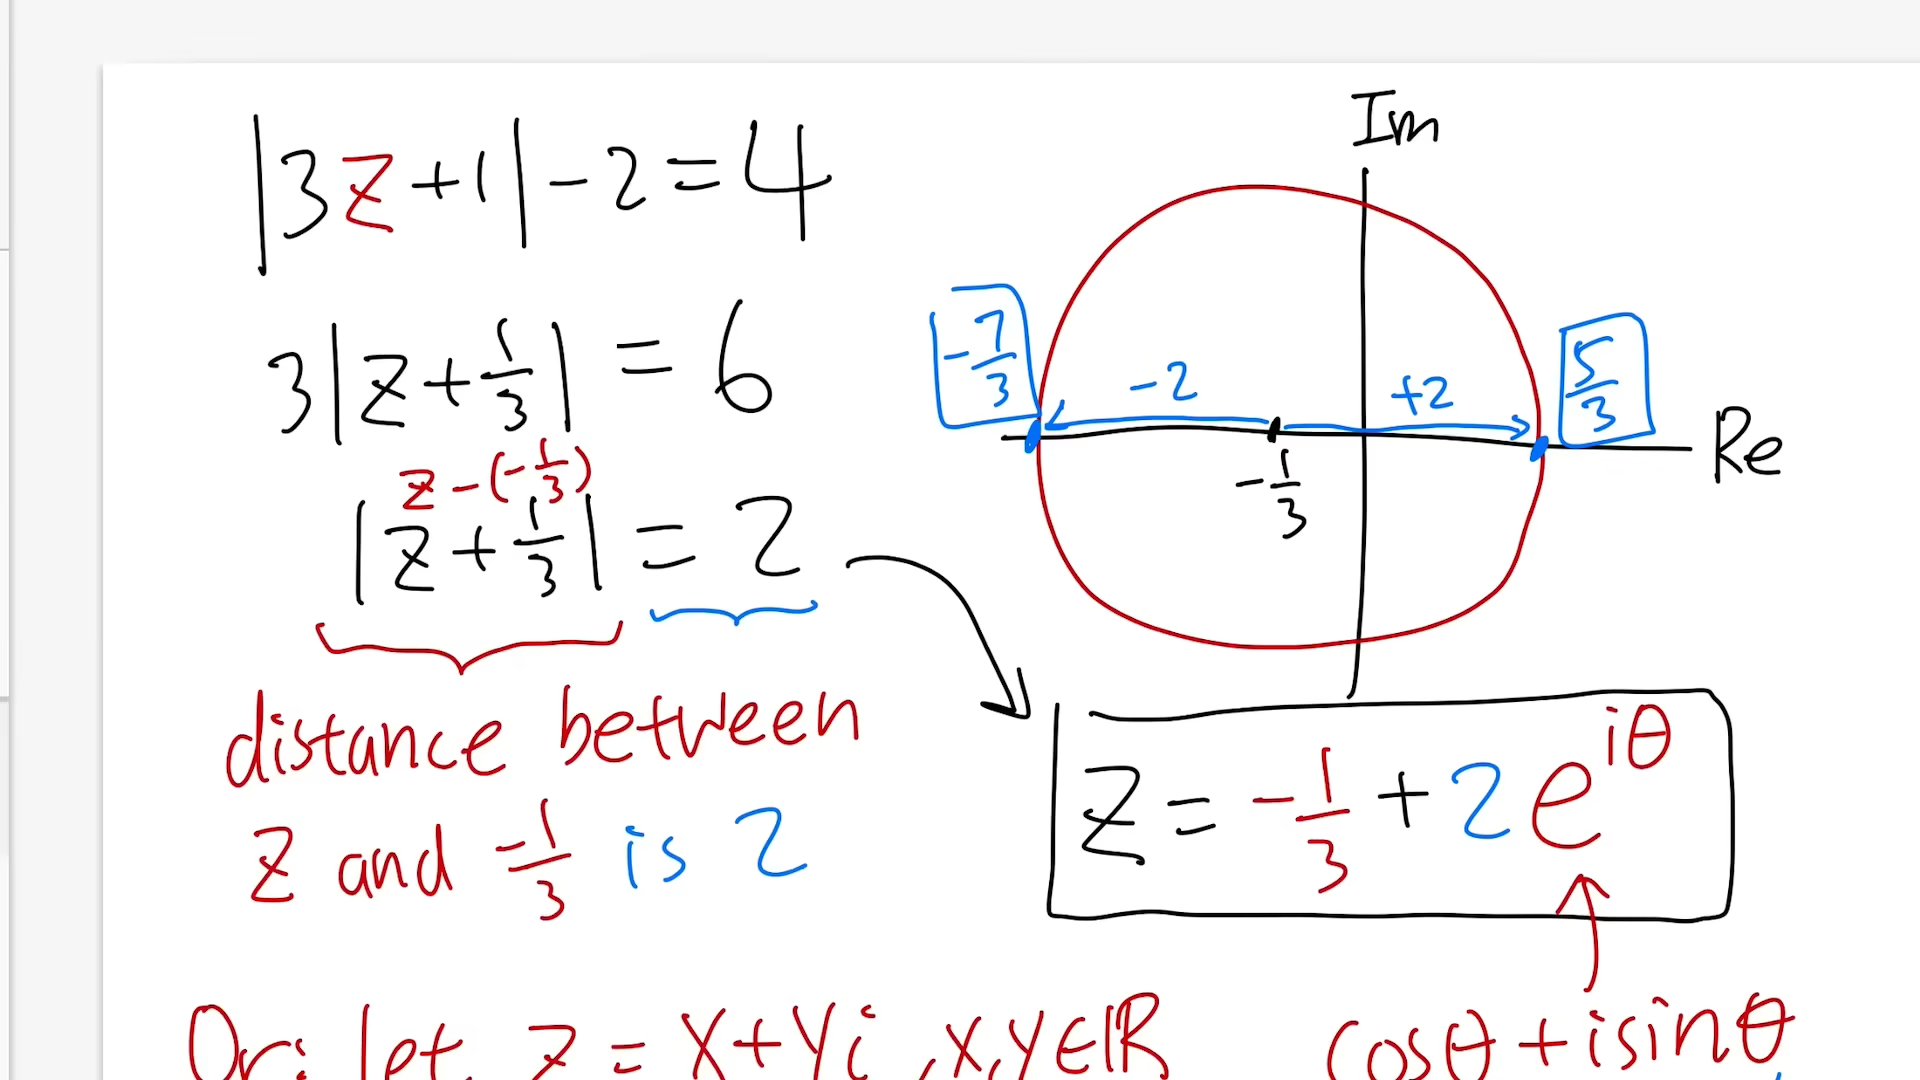 |3z+1|-2=4
3|z+1/3|=6
z-(-1/3)
|z+1/3|=2
distance between
z and -1/3 is 2
Or: let z = x+yi, x,y∈ℝ
Im
-7/3
-2
+2
5/3
Re
-1/3
z = -1/3 + 2e^{iθ}
cosθ+isinθ